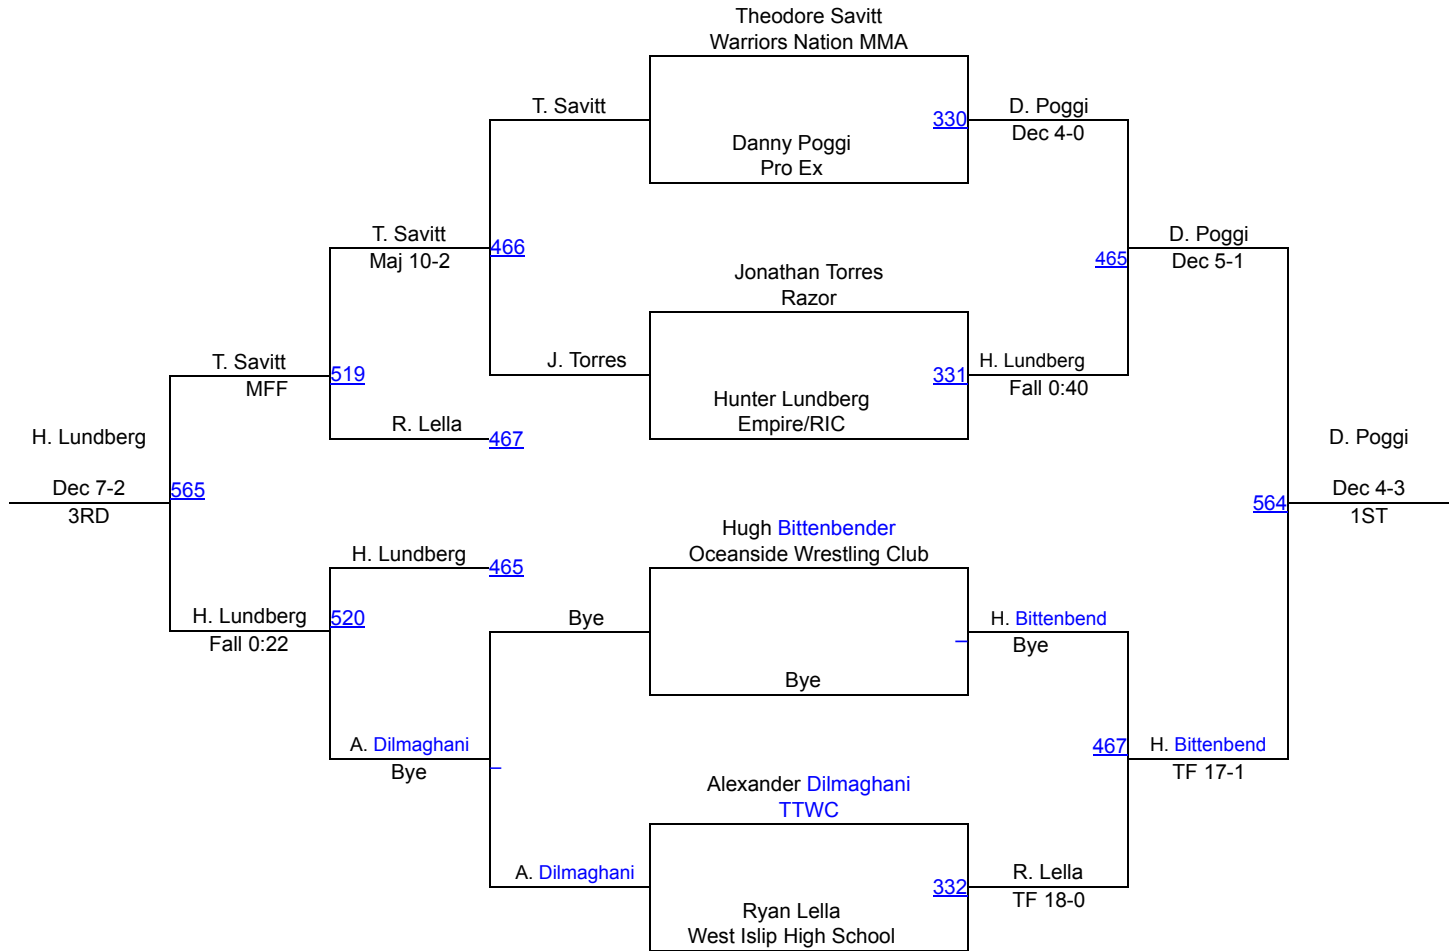 Theodore Savitt
Warriors Nation MMA
T. Savitt
330
D. Poggi
Dec 4-0
Danny Poggi
Pro Ex
T. Savitt
Maj 10-2
466
D. Poggi
Dec 5-1
465
Jonathan Torres
Razor
T. Savitt
MFF
519
J. Torres
331
H. Lundberg
Fall 0:40
Hunter Lundberg
Empire/RIC
R. Lella
467
H. Lundberg
Dec 7-2
3RD
565
D. Poggi
Dec 4-3
1ST
564
Hugh Bittenbender
Oceanside Wrestling Club
H. Lundberg
465
H. Lundberg
Fall 0:22
520
Bye
H. Bittenbend
Bye
Bye
A. Dilmaghani
Bye
467
H. Bittenbend
TF 17-1
Alexander Dilmaghani
TTWC
A. Dilmaghani
332
R. Lella
TF 18-0
Ryan Lella
West Islip High School